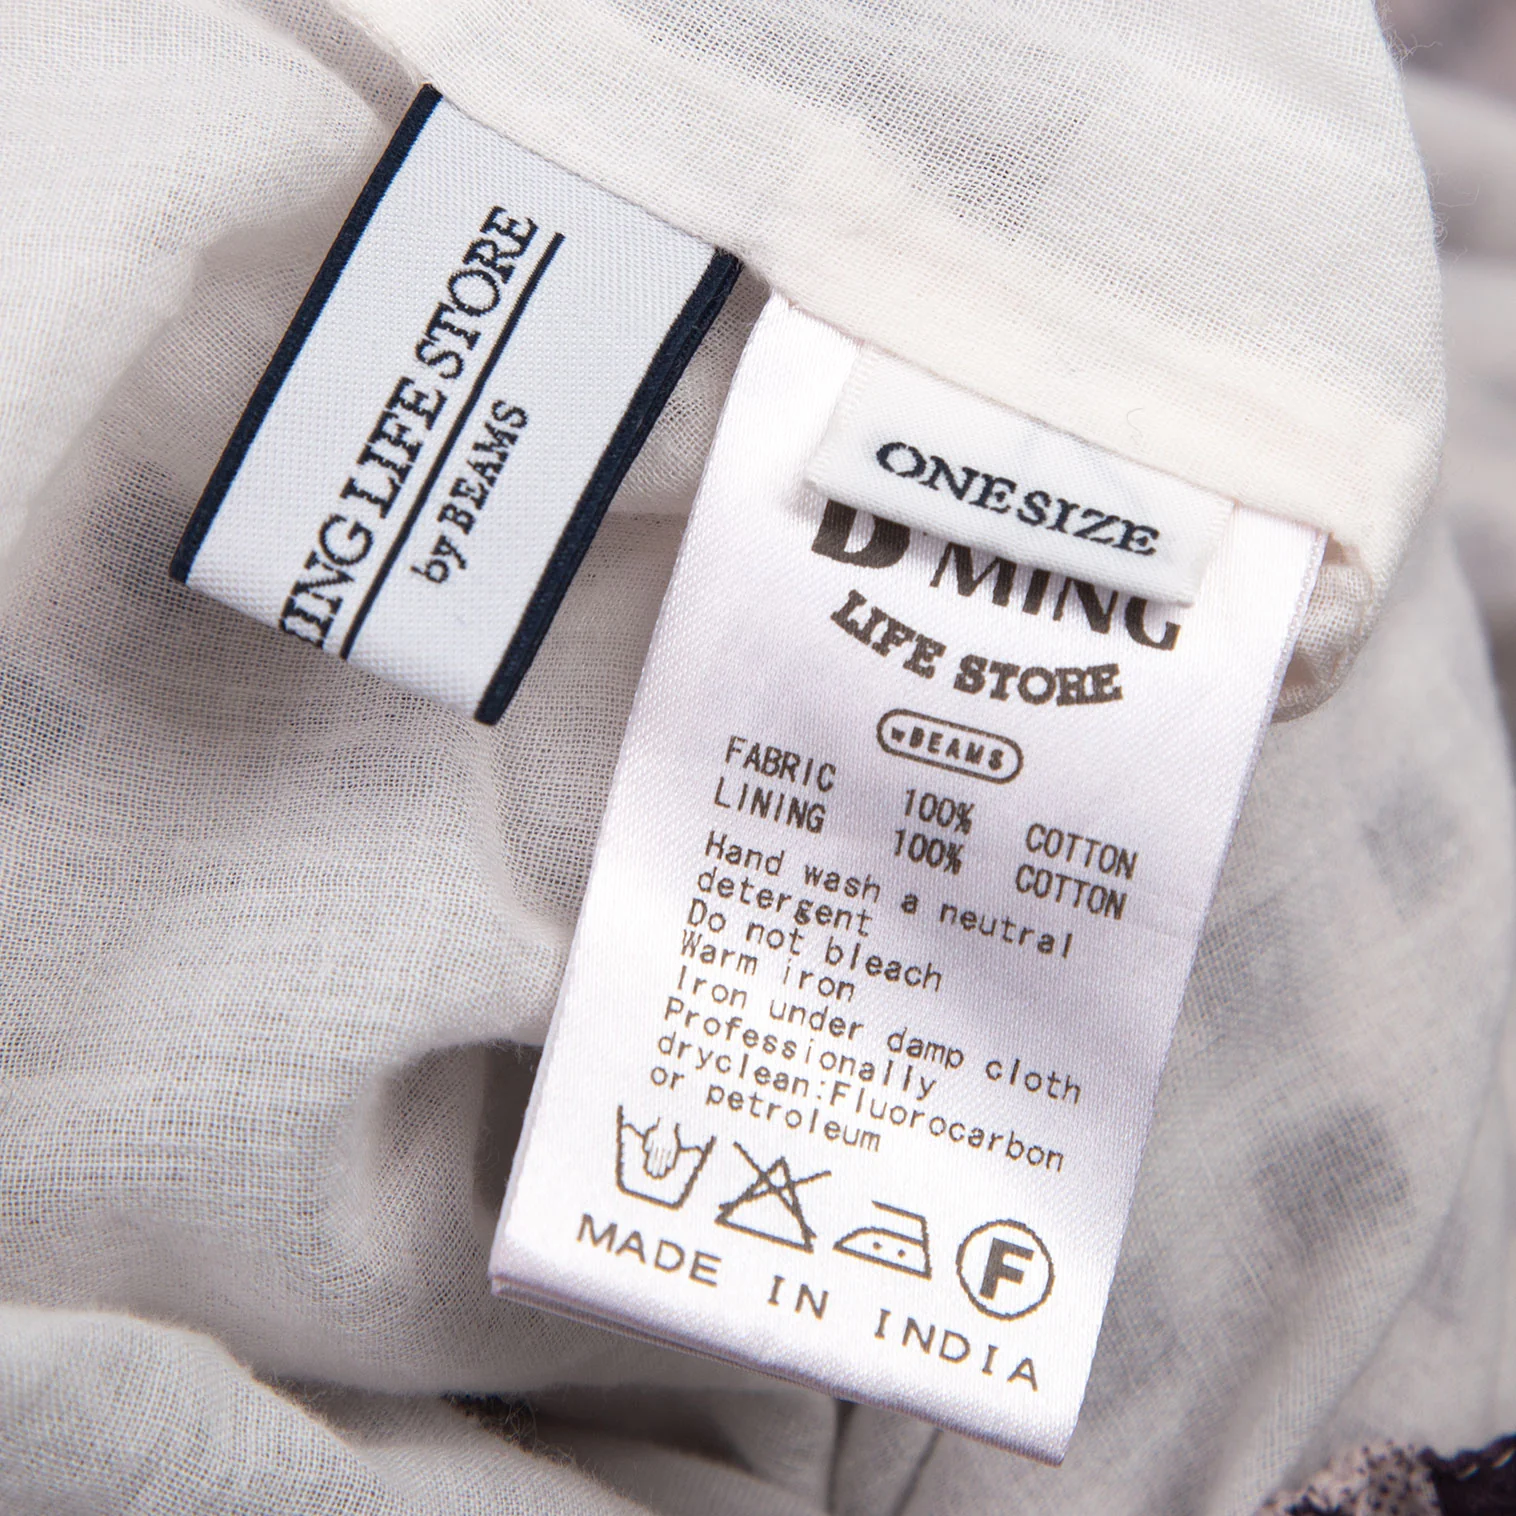 LIFE STORE
by BEAMS
ONE SIZE
D MING
LIFE STORE
BEAMS
FABRIC 100% COTTON
LINING 100% COTTON
Hand wash a neutral
detergent
Do not bleach
Warm iron
Iron under damp cloth
Professionally
dryclean:Fluorocarbon
or petroleum
F
MADE IN INDIA